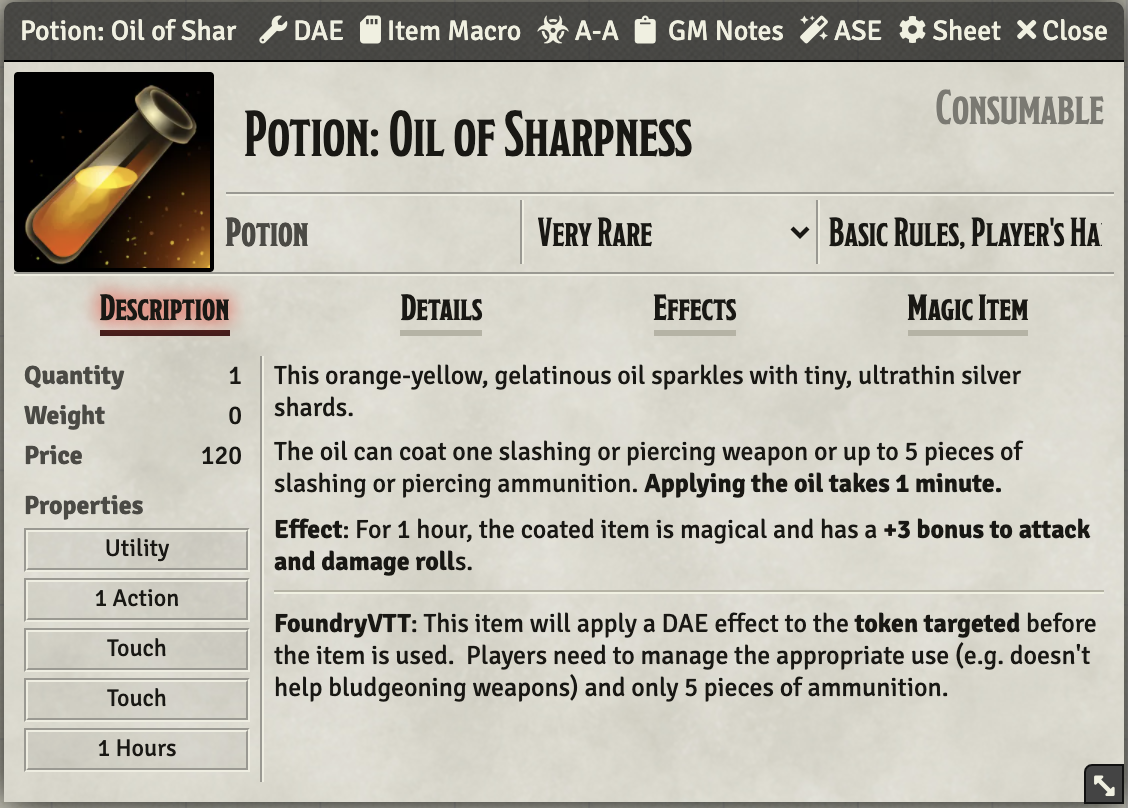 Potion: Oil of Shar DAE Item Macro A-A GM Notes ASE Sheet Close
Potion: Oil of Sharpness
Consumable
Potion Very Rare Basic Rules, Player's Ha
Description Details Effects Magic Item
Quantity 1
Weight 0
Price 120
Properties
Utility
1 Action
Touch
Touch
1 Hours
This orange-yellow, gelatinous oil sparkles with tiny, ultrathin silver
shards.
The oil can coat one slashing or piercing weapon or up to 5 pieces of
slashing or piercing ammunition. Applying the oil takes 1 minute.
Effect: For 1 hour, the coated item is magical and has a +3 bonus to attack
and damage rolls.
FoundryVTT: This item will apply a DAE effect to the token targeted before
the item is used.  Players need to manage the appropriate use (e.g. doesn't
help bludgeoning weapons) and only 5 pieces of ammunition.